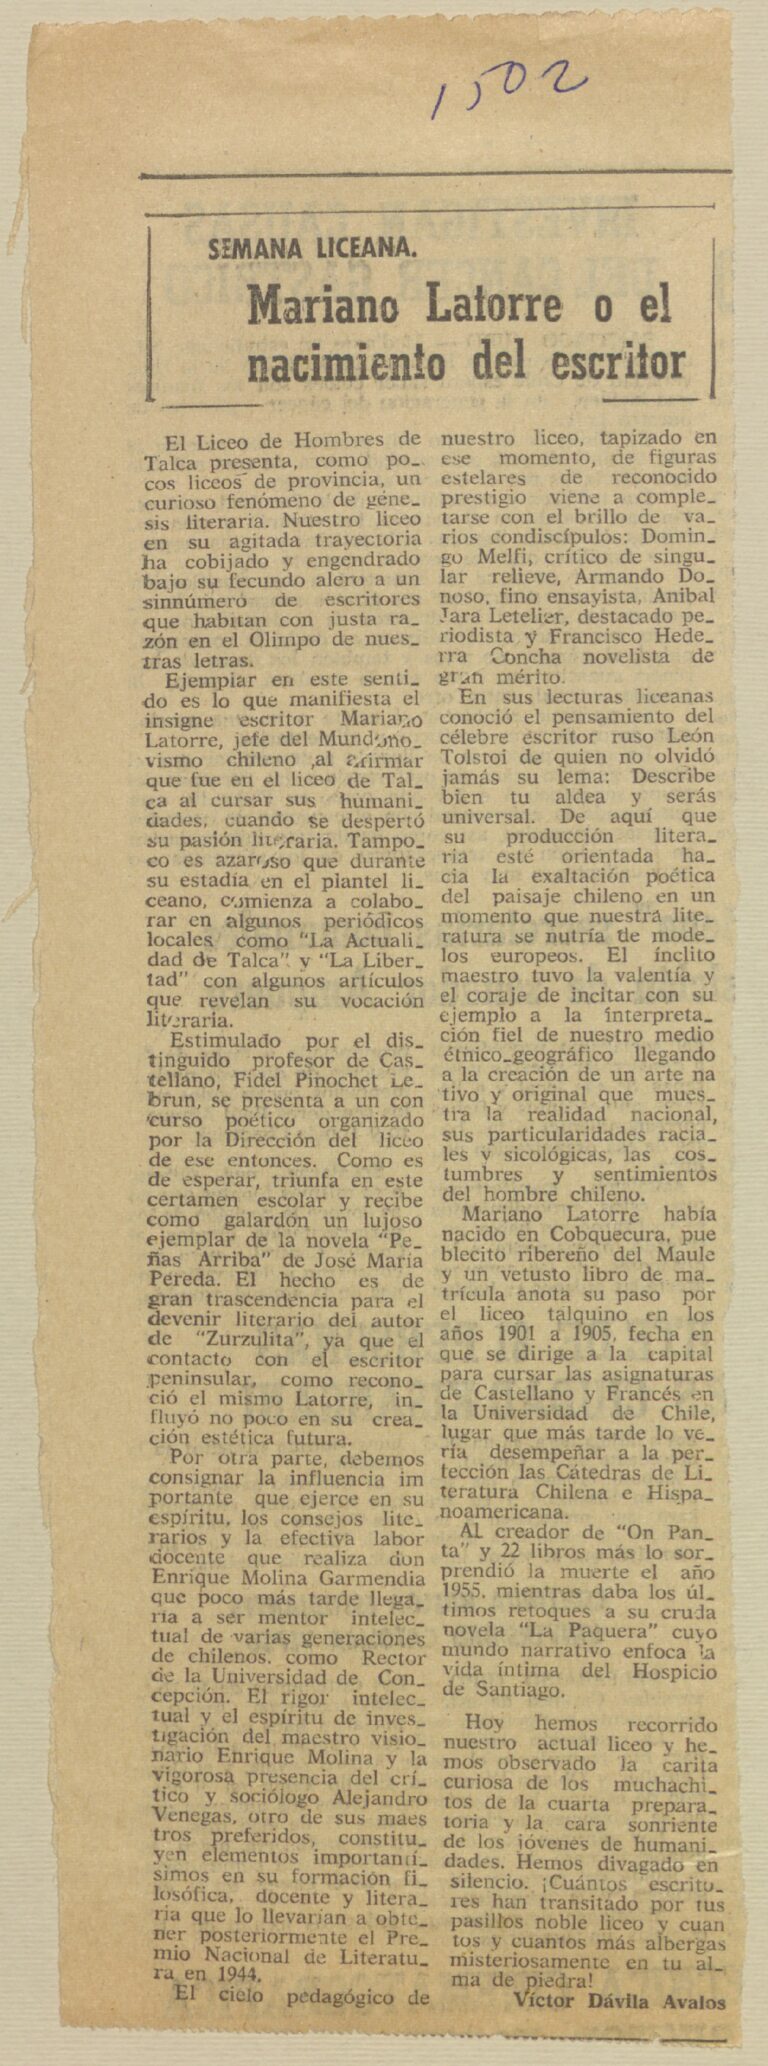 1502
SEMANA LICEANA.
Mariano Latorre o el
nacimiento del escritor
El Liceo de Hombres de
Talca presenta, como po_
cos liceos de provincia, un
curioso fenómeno de géne_
sis literaria. Nuestro liceo
en su agitada trayectoria
ha cobijado y engendrado
bajo su fecundo alero a un
sinnúmero de escritores
que habitan con justa ra_
zón en el Olimpo de nues_
tras letras.
Ejemplar en este senti_
do es lo que manifiesta el
insigne escritor Mariano
Latorre, jefe del Mundono_
vismo chileno ,al afirmar
que fue en el liceo de Tal_
ca al cursar sus humani_
dades, cuando se despertó
su pasión literaria. Tampo_
co es azaroso que durante
su estadía en el plantel li_
ceano, comienza a colabo_
rar en algunos periódicos
locales como "La Actuali_
dad de Talca" y "La Liber_
tad" con algunos artículos
que revelan su vocación
literaria.
Estimulado por el dis_
tinguido profesor de Cas_
tellano, Fidel Pinochet Le_
brun, se presenta a un con
curso poético organizado
por la Dirección del liceo
de ese entonces. Como es
de esperar, triunfa en este
certamen escolar y recibe
como galardón un lujoso
ejemplar de la novela "Pe_
ñas Arriba" de José María
Pereda. El hecho es de
gran trascendencia para el
devenir literario del autor
de "Zurzulita", ya que el
contacto con el escritor
peninsular, como recono_
ció el mismo Latorre, in_
fluyó no poco en su crea_
ción estética futura.
Por otra parte, debemos
consignar la influencia im
portante que ejerce en su
espíritu, los consejos lite_
rarios y la efectiva labor
docente que realiza don
Enrique Molina Garmendia
que poco más tarde llega_
ría a ser mentor intelec_
tual de varias generaciones
de chilenos. como Rector
de la Universidad de Con_
cepción. El rigor intelec_
tual y el espíritu de inves_
tigación del maestro visio_
nario Enrique Molina y la
vigorosa presencia del crí_
tico y sociólogo Alejandro
Venegas, otro de sus maes
tros preferidos, constitu_
yen elementos importantí_
simos en su formación fi_
losófica, docente y litera_
ria que lo llevarían a obte_
ner posteriormente el Pre_
mio Nacional de Literatu_
ra en 1944.
El ciclo pedagógico de
nuestro liceo, tapizado en
ese momento, de figuras
estelares de reconocido
prestigio viene a comple_
tarse con el brillo de va_
rios condiscípulos: Domin_
go Melfi, crítico de singu_
lar relieve, Armando Do_
noso, fino ensayista, Anibal
Jara Letelier, destacado pe_
riodista y Francisco Hede_
rra Concha novelista de
gran mérito.
En sus lecturas liceanas
conoció el pensamiento del
célebre escritor ruso León
Tolstoi de quien no olvidó
jamás su lema: Describe
bien tu aldea y serás
universal. De aquí que
su producción litera_
ria esté orientada ha_
cia la exaltación poética
del paisaje chileno en un
momento que nuestra lite_
ratura se nutría de mode_
los europeos. El ínclito
maestro tuvo la valentía y
el coraje de incitar con su
ejemplo a la interpreta_
ción fiel de nuestro medio
étnico_geográfico llegando
a la creación de un arte na
tivo y original que mues_
tra la realidad nacional,
sus particularidades racia_
les y sicológicas, las cos_
tumbres y sentimientos
del hombre chileno.
Mariano Latorre había
nacido en Cobquecura, pue
blecito ribereño del Maule
y un vetusto libro de ma_
trícula anota su paso por
el liceo talquino en los
años 1901 a 1905, fecha en
que se dirige a la capital
para cursar las asignaturas
de Castellano y Francés en
la Universidad de Chile,
lugar que más tarde lo ve_
ría desempeñar a la per_
fección las Cátedras de Li_
teratura Chilena e Hispa_
noamericana.
AL creador de "On Pan_
ta" y 22 libros más lo sor_
prendió la muerte el año
1955, mientras daba los úl_
timos retoques a su cruda
novela "La Paquera" cuyo
mundo narrativo enfoca la
vida íntima del Hospicio
de Santiago.
Hoy hemos recorrido
nuestro actual liceo y he_
mos observado la carita
curiosa de los muchachi_
tos de la cuarta prepara_
toria y la cara sonriente
de los jóvenes de humani_
dades. Hemos divagado en
silencio. ¡Cuántos escrito_
res han transitado por tus
pasillos noble liceo y cuan
tos y cuantos más albergas
misteriosamente en tu al_
ma de piedra!
Víctor Dávila Avalos